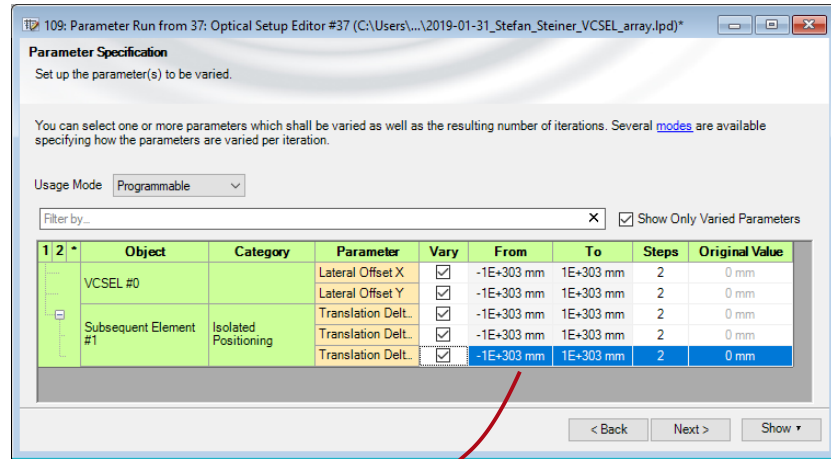 109: Parameter Run from 37: Optical Setup Editor #37 (C:\Users\...\2019-01-31_Stefan_Steiner_VCSEL_array.lpd)*
Parameter Specification
Set up the parameter(s) to be varied.
You can select one or more parameters which shall be varied as well as the resulting number of iterations. Several modes are available
specifying how the parameters are varied per iteration.
Usage Mode Programmable
Filter by... × Show Only Varied Parameters
1 2 * Object Category Parameter Vary From To Steps Original Value
VCSEL #0 Lateral Offset X -1E+303 mm 1E+303 mm 2 0 mm
Lateral Offset Y -1E+303 mm 1E+303 mm 2 0 mm
Subsequent Element #1 Isolated Positioning Translation Delt... -1E+303 mm 1E+303 mm 2 0 mm
Translation Delt... -1E+303 mm 1E+303 mm 2 0 mm
Translation Delt... -1E+303 mm 1E+303 mm 2 0 mm
< Back Next > Show